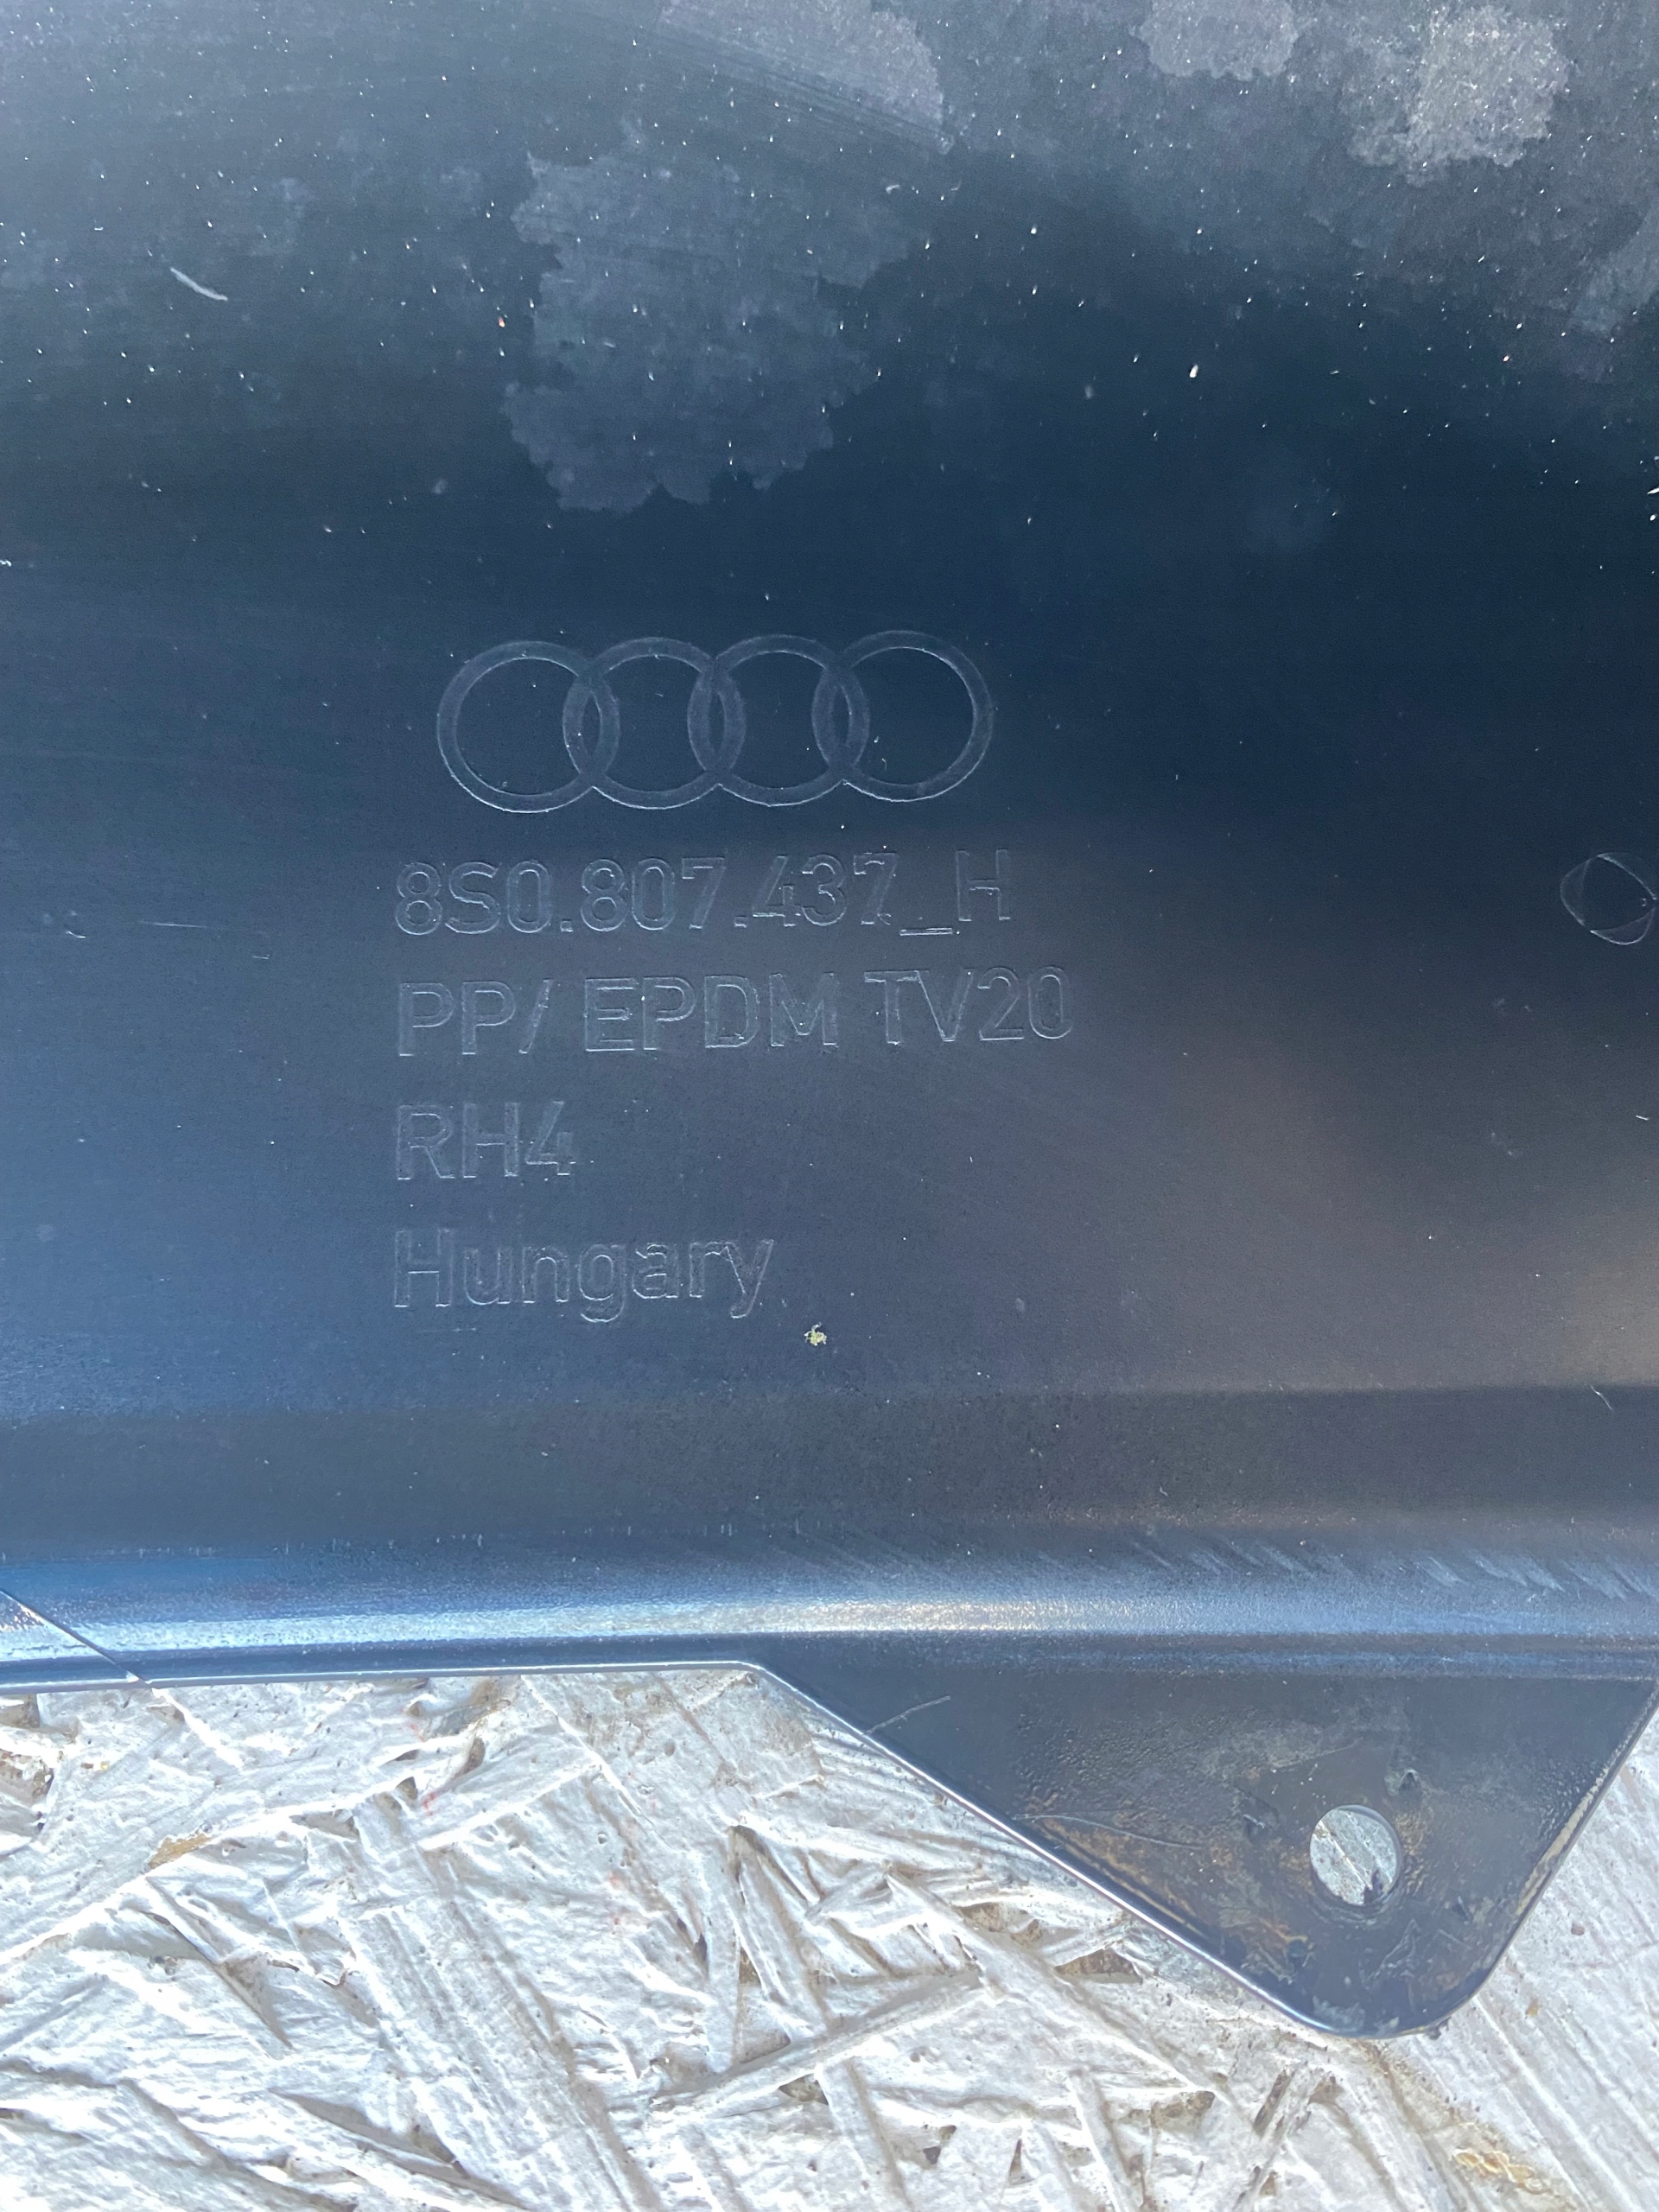 8S0.807.437_H
PP/ EPDM TV20
RH4
Hungary